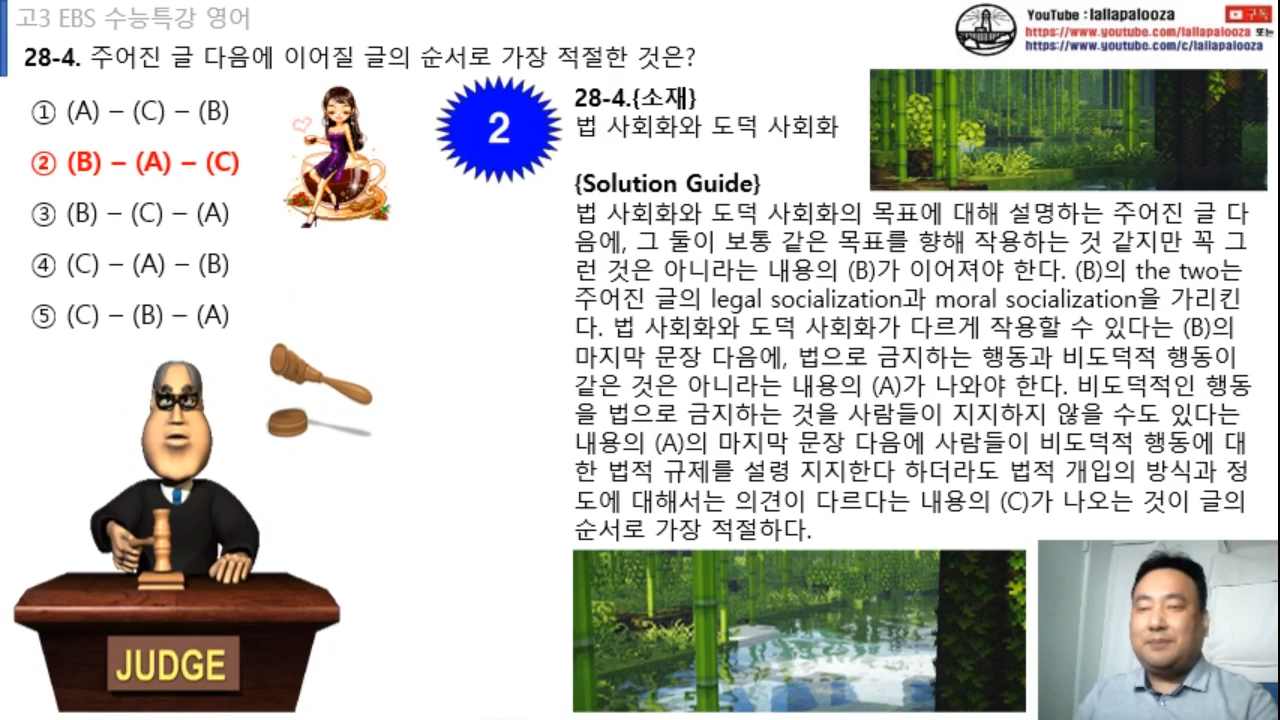 고3 EBS 수능특강 영어
YouTube : lallapalooza
구독
https://www.youtube.com/lallapalooza 또는
https://www.youtube.com/c/lallapalooza
28-4. 주어진 글 다음에 이어질 글의 순서로 가장 적절한 것은?
① (A) – (C) – (B)
② (B) – (A) – (C)
③ (B) – (C) – (A)
④ (C) – (A) – (B)
⑤ (C) – (B) – (A)
2
28-4.{소재}
법 사회화와 도덕 사회화
{Solution Guide}
법 사회화와 도덕 사회화의 목표에 대해 설명하는 주어진 글 다
음에, 그 둘이 보통 같은 목표를 향해 작용하는 것 같지만 꼭 그
런 것은 아니라는 내용의 (B)가 이어져야 한다. (B)의 the two는
주어진 글의 legal socialization과 moral socialization을 가리킨
다. 법 사회화와 도덕 사회화가 다르게 작용할 수 있다는 (B)의
마지막 문장 다음에, 법으로 금지하는 행동과 비도덕적 행동이
같은 것은 아니라는 내용의 (A)가 나와야 한다. 비도덕적인 행동
을 법으로 금지하는 것을 사람들이 지지하지 않을 수도 있다는
내용의 (A)의 마지막 문장 다음에 사람들이 비도덕적 행동에 대
한 법적 규제를 설령 지지한다 하더라도 법적 개입의 방식과 정
도에 대해서는 의견이 다르다는 내용의 (C)가 나오는 것이 글의
순서로 가장 적절하다.
JUDGE